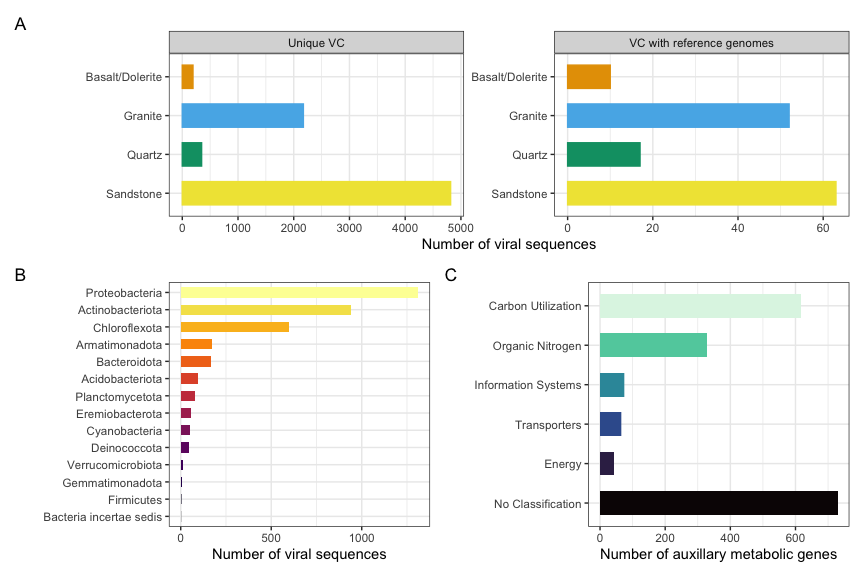 A
Unique VC
VC with reference genomes
Basalt/Dolerite
Granite
Quartz
Sandstone
0 1000 2000 3000 4000 5000
Basalt/Dolerite
Granite
Quartz
Sandstone
0 20 40 60
Number of viral sequences
B
Proteobacteria
Actinobacteriota
Chloroflexota
Armatimonadota
Bacteroidota
Acidobacteriota
Planctomycetota
Eremiobacterota
Cyanobacteria
Deinococcota
Verrucomicrobiota
Gemmatimonadota
Firmicutes
Bacteria incertae sedis
0 500 1000
Number of viral sequences
C
Carbon Utilization
Organic Nitrogen
Information Systems
Transporters
Energy
No Classification
0 200 400 600
Number of auxillary metabolic genes